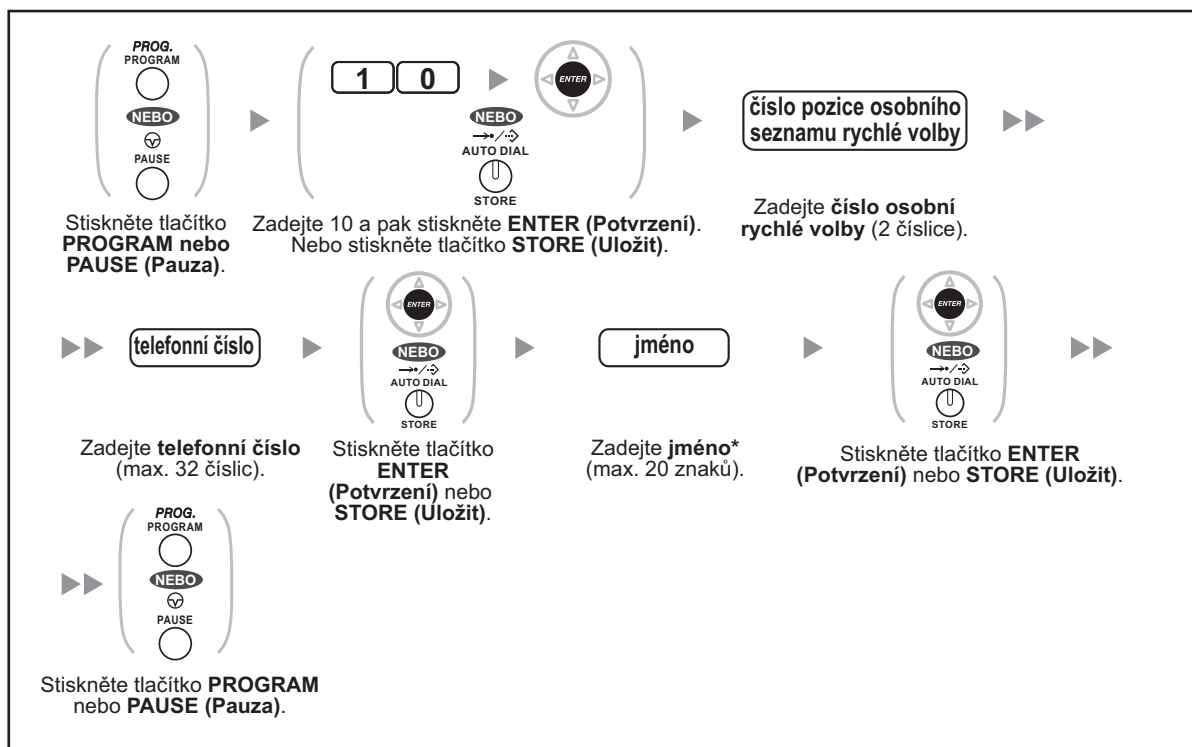 PROG.
PROGRAM
NEBO
PAUSE
Stiskněte tlačítko
PROGRAM nebo
PAUSE (Pauza).
1 0
ENTER
NEBO
AUTO DIAL
STORE
Zadejte 10 a pak stiskněte ENTER (Potvrzení).
Nebo stiskněte tlačítko STORE (Uložit).
číslo pozice osobního
seznamu rychlé volby
Zadejte číslo osobní
rychlé volby (2 číslice).
telefonní číslo
Zadejte telefonní číslo
(max. 32 číslic).
ENTER
NEBO
AUTO DIAL
STORE
Stiskněte tlačítko
ENTER
(Potvrzení) nebo
STORE (Uložit).
jméno
Zadejte jméno*
(max. 20 znaků).
ENTER
NEBO
AUTO DIAL
STORE
Stiskněte tlačítko ENTER
(Potvrzení) nebo STORE (Uložit).
PROG.
PROGRAM
NEBO
PAUSE
Stiskněte tlačítko PROGRAM
nebo PAUSE (Pauza).